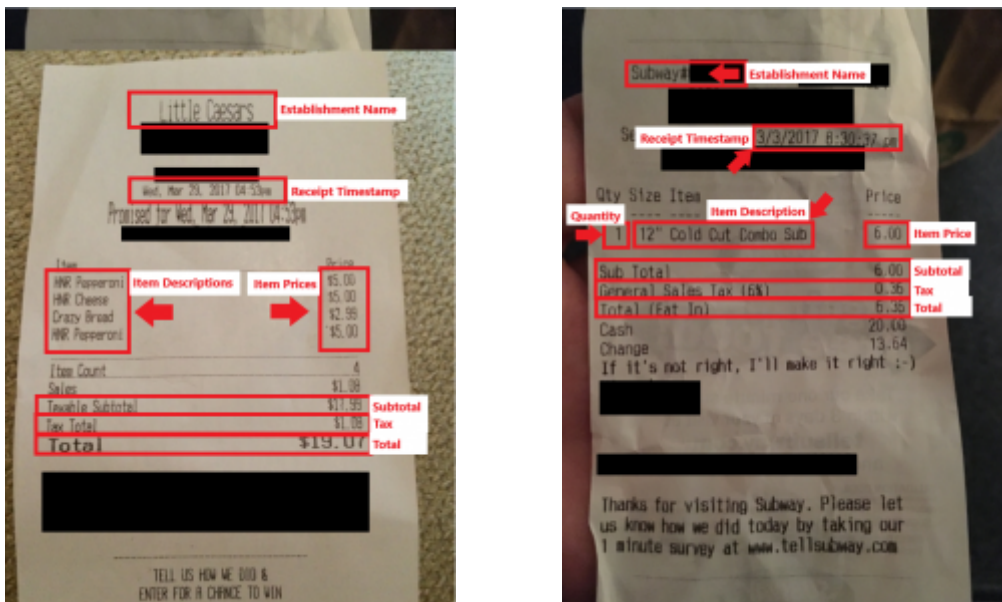 Little Caesars
Establishment Name
Wed, Mar 29, 2017 04:53pm
Receipt Timestamp
Promised for Wed, Mar 29, 2017 04:53pm
Item Price
HNR Pepperoni $5.00
Item Descriptions
Item Prices
HNR Cheese $5.00
Crazy Bread $2.99
HNR Pepperoni $5.00
Item Count 4
Sales $1.08
Taxable Subtotal $17.99 Subtotal
Tax Total $1.08 Tax
Total $19.07 Total
TELL US HOW WE DID &
ENTER FOR A CHANCE TO WIN
Subway#
Establishment Name
Receipt Timestamp
3/3/2017 8:30:37 pm
Qty Size Item Price
Quantity
Item Description
1 12" Cold Cut Combo Sub 6.00 Item Price
Sub Total 6.00 Subtotal
General Sales Tax (6%) 0.36 Tax
Total (Eat In) 6.36 Total
Cash 20.00
Change 13.64
If it's not right, I'll make it right :-)
Thanks for visiting Subway. Please let
us know how we did today by taking our
1 minute survey at www.tellsubway.com